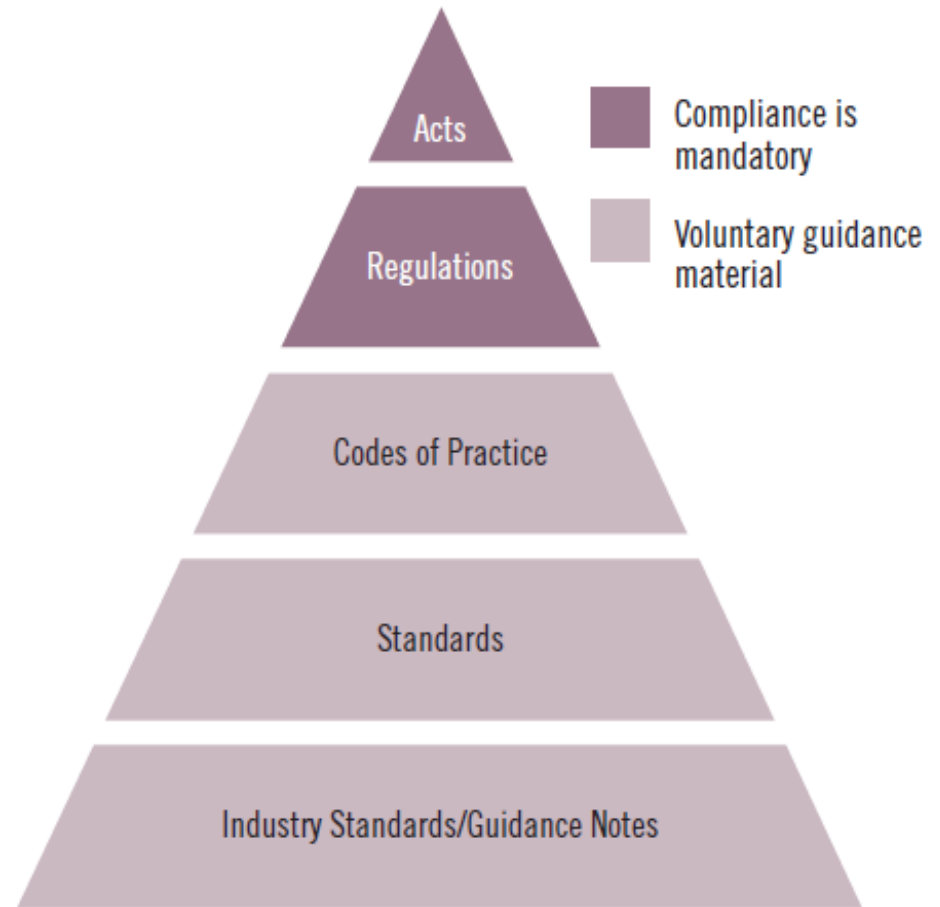 Acts
Compliance is
mandatory
Regulations
Voluntary guidance
material
Codes of Practice
Standards
Industry Standards/Guidance Notes